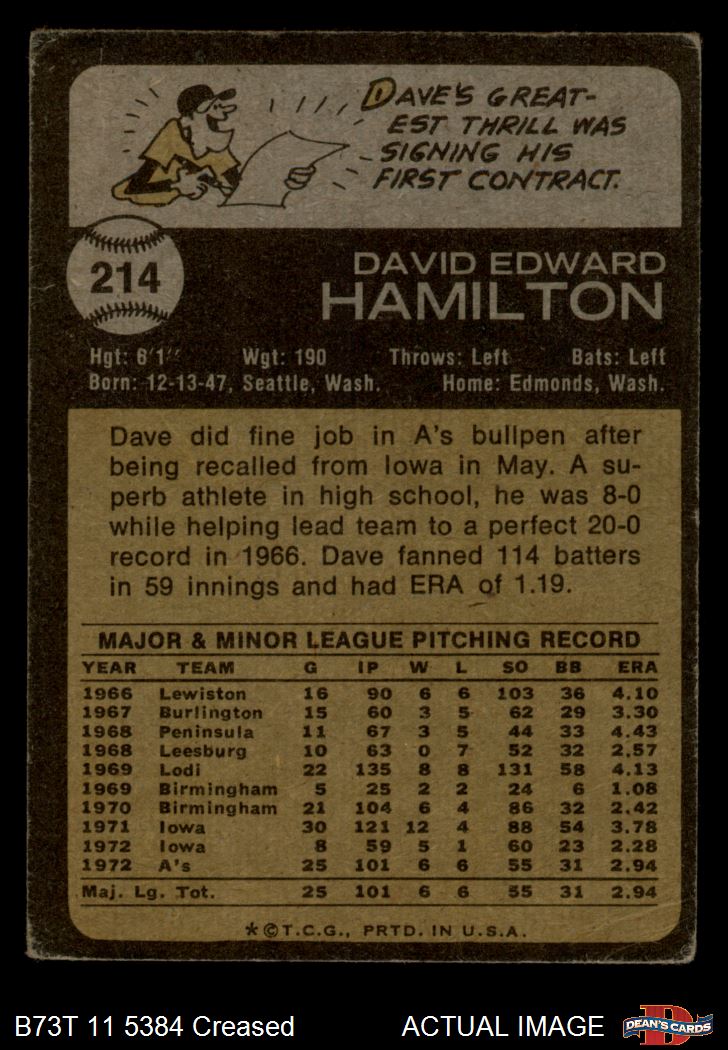 DAVE'S GREAT-
EST THRILL WAS
SIGNING HIS
FIRST CONTRACT.
214
DAVID EDWARD
HAMILTON
Hgt: 6'1" Wgt: 190 Throws: Left Bats: Left
Born: 12-13-47, Seattle, Wash. Home: Edmonds, Wash.
Dave did fine job in A's bullpen after
being recalled from Iowa in May. A su-
perb athlete in high school, he was 8-0
while helping lead team to a perfect 20-0
record in 1966. Dave fanned 114 batters
in 59 innings and had ERA of 1.19.
MAJOR & MINOR LEAGUE PITCHING RECORD
YEAR TEAM G IP W L SO BB ERA
1966 Lewiston 16 90 6 6 103 36 4.10
1967 Burlington 15 60 3 5 62 29 3.30
1968 Peninsula 11 67 3 5 44 33 4.43
1968 Leesburg 10 63 0 7 52 32 2.57
1969 Lodi 22 135 8 8 131 58 4.13
1969 Birmingham 5 25 2 2 24 6 1.08
1970 Birmingham 21 104 6 4 86 32 2.42
1971 Iowa 30 121 12 4 88 54 3.78
1972 Iowa 8 59 5 1 60 23 2.28
1972 A's 25 101 6 6 55 31 2.94
Maj. Lg. Tot. 25 101 6 6 55 31 2.94
*©T.C.G., PRTD. IN U.S.A.
B73T 11 5384 Creased ACTUAL IMAGE
DEAN'S CARDS